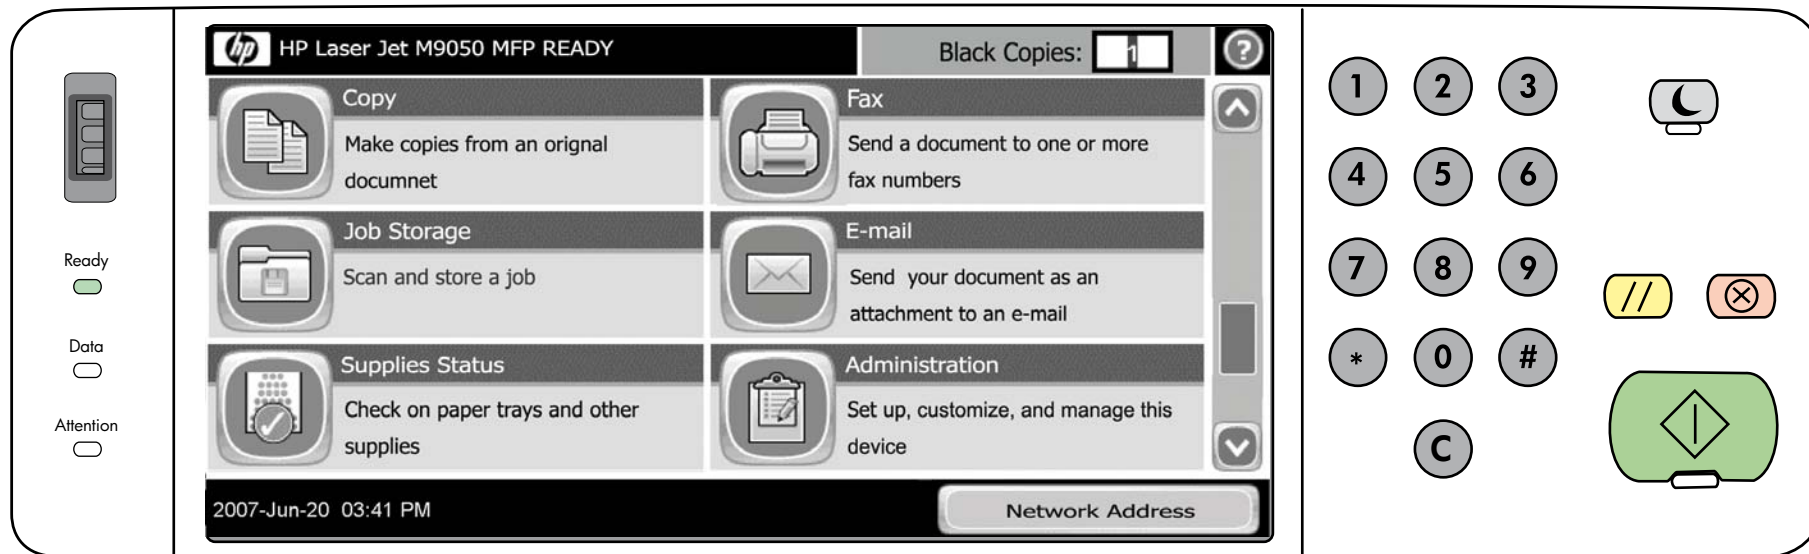 hp HP Laser Jet M9050 MFP READY
Black Copies: 1
?
Copy
Make copies from an orignal
documnet
Fax
Send a document to one or more
fax numbers
Job Storage
Scan and store a job
E-mail
Send  your document as an
attachment to an e-mail
Supplies Status
Check on paper trays and other
supplies
Administration
Set up, customize, and manage this
device
2007-Jun-20  03:41 PM
Network Address
Ready
Data
Attention
1 2 3
4 5 6
7 8 9
* 0 #
C